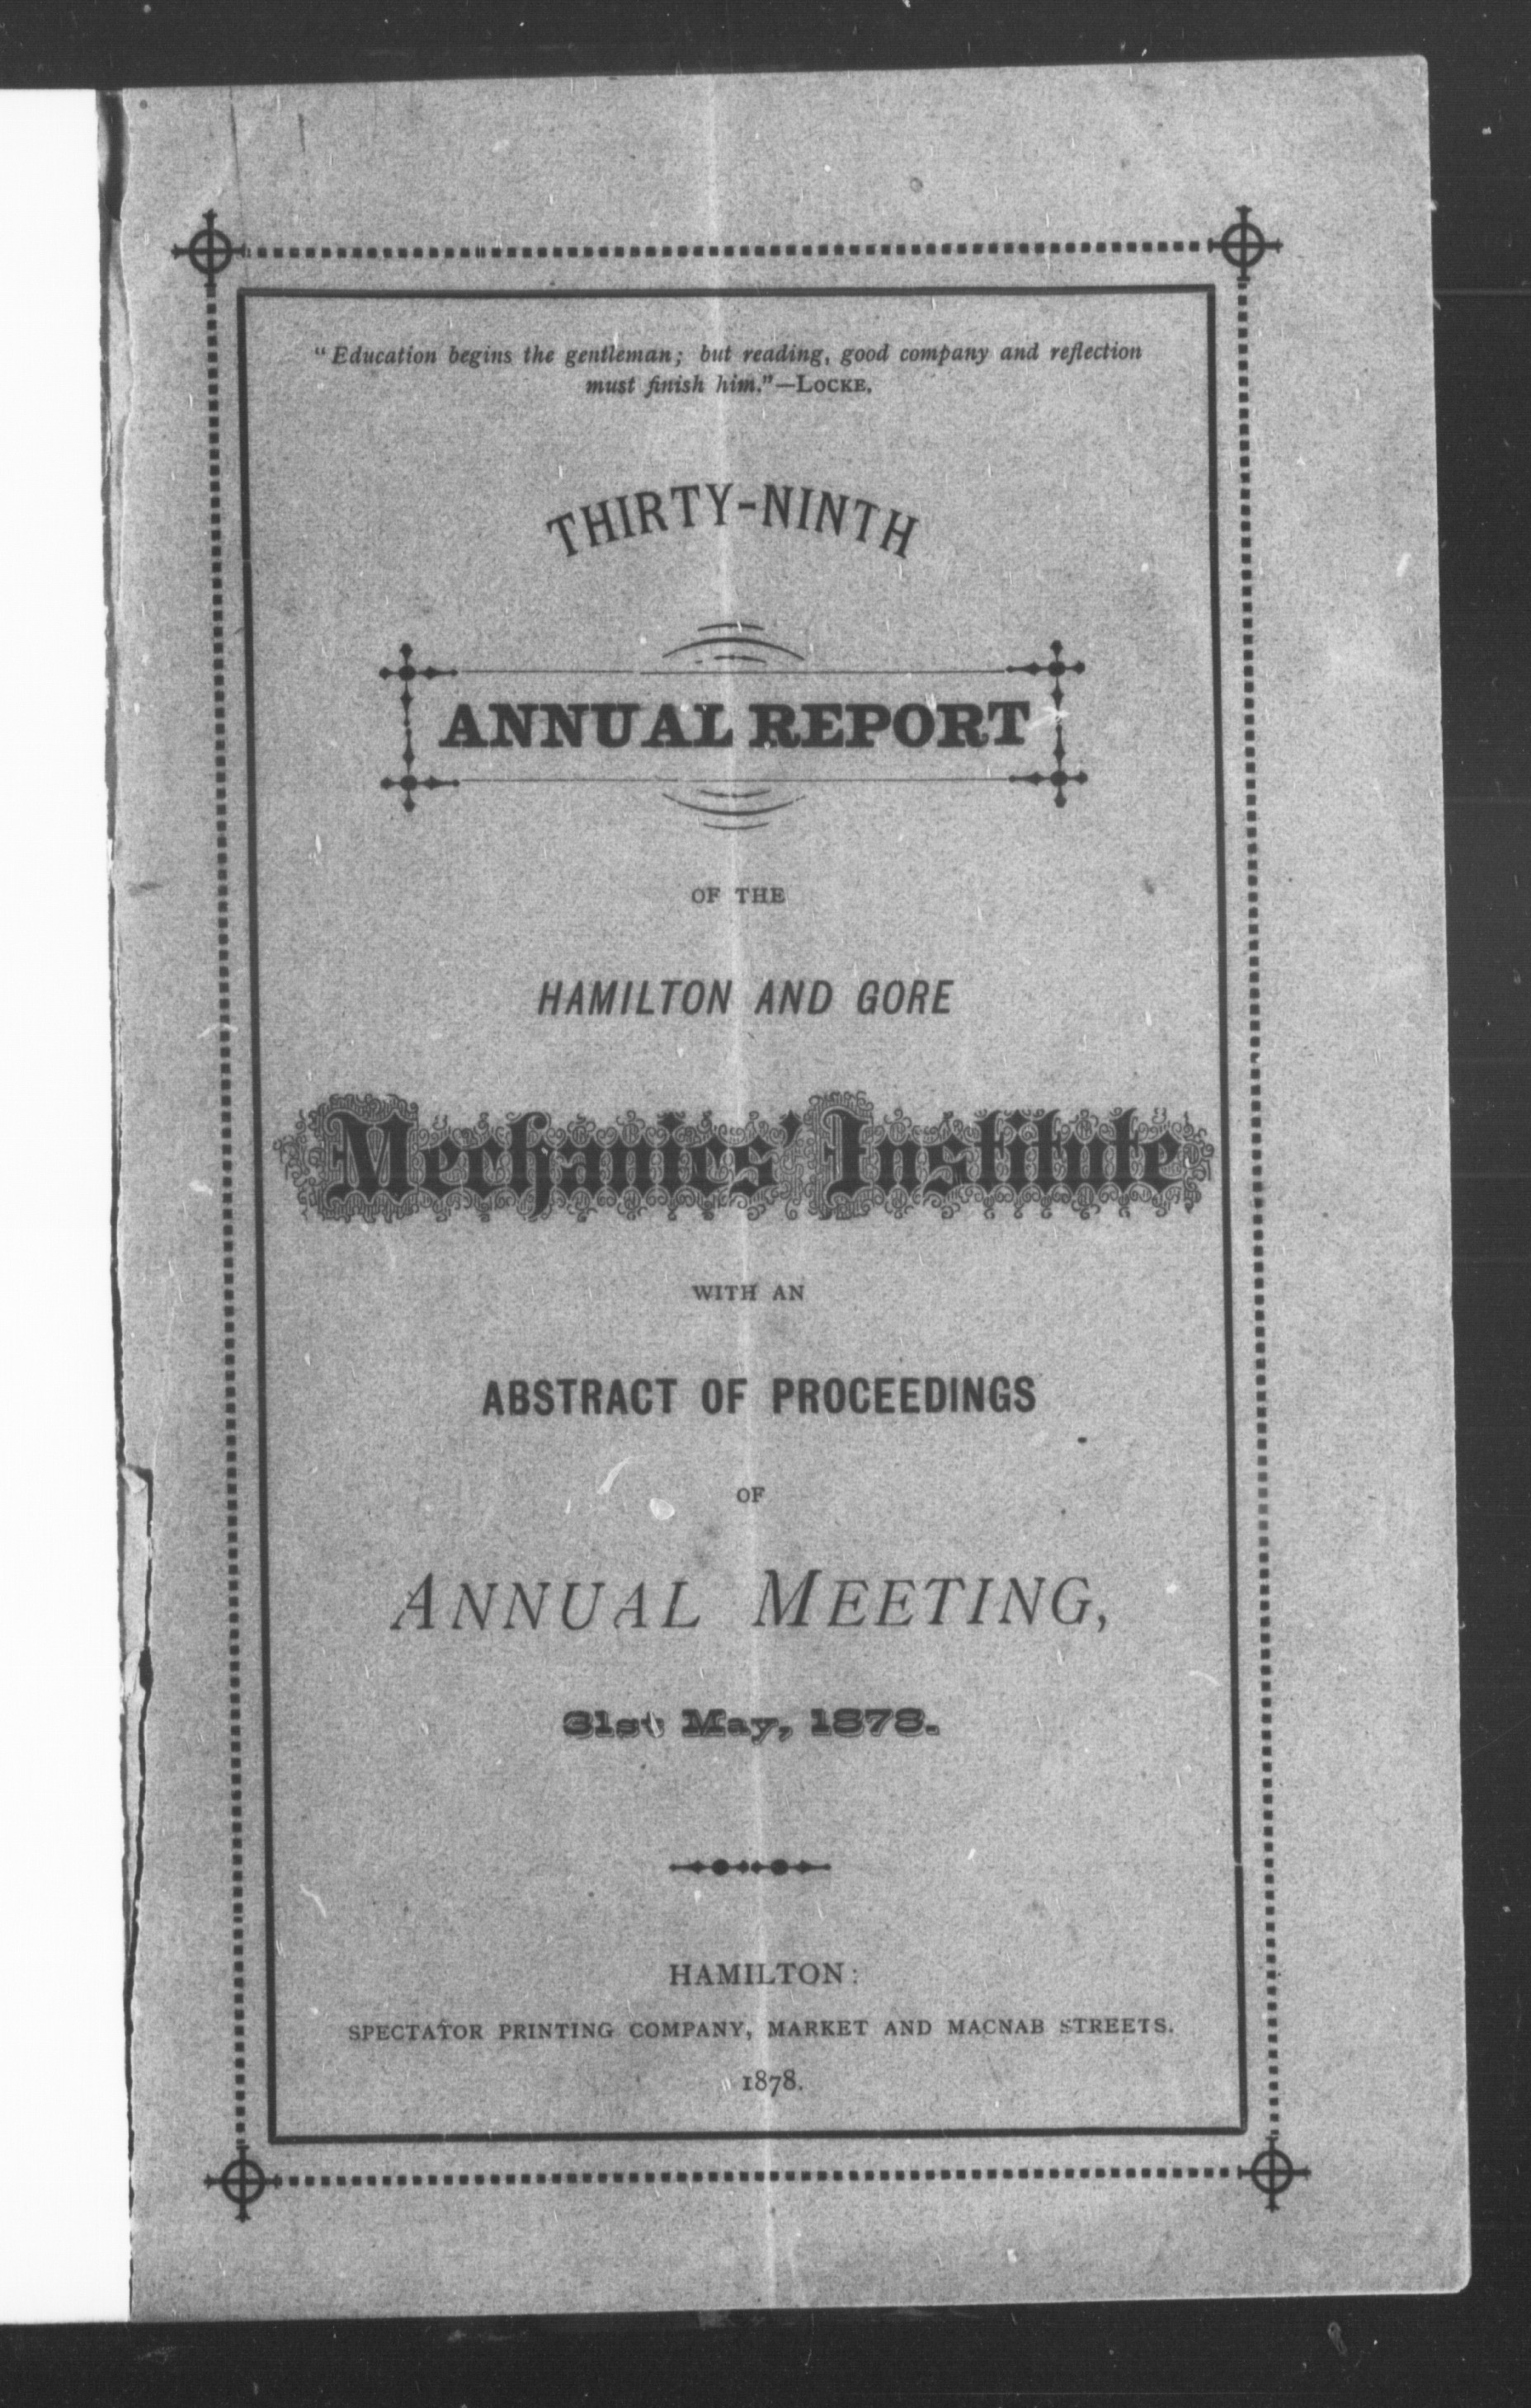 "Education begins the gentleman; but reading, good company and reflection
must finish him."—LOCKE.
THIRTY-NINTH
ANNUAL REPORT
OF THE
HAMILTON AND GORE
Mechanics' Institute
WITH AN
ABSTRACT OF PROCEEDINGS
OF
ANNUAL MEETING,
31st May, 1878.
HAMILTON:
SPECTATOR PRINTING COMPANY, MARKET AND MACNAB STREETS.
1878.